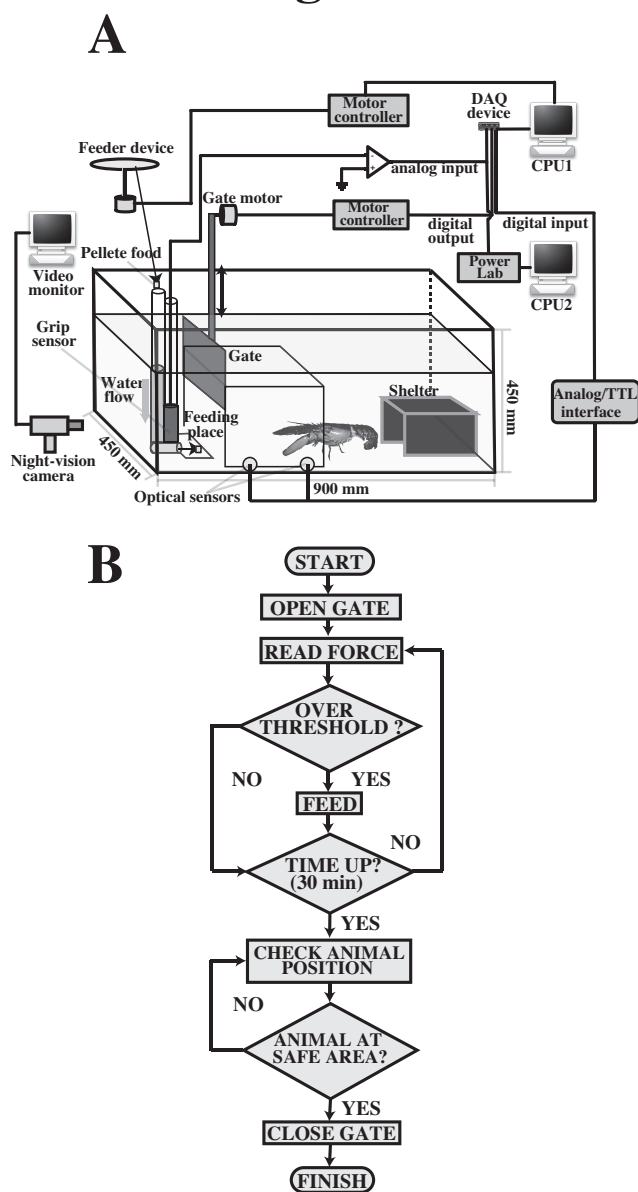 A
Motor
controller
DAQ
device
CPU1
Feeder device
analog input
Gate motor
Motor
controller
digital
output
digital input
Pellete food
Video
monitor
Power
Lab
CPU2
Grip
sensor
Gate
Water
flow
Feeding
place
Shelter
450 mm
Analog/TTL
interface
Night-vision
camera
450 mm
Optical sensors
900 mm
B
START
OPEN GATE
READ FORCE
OVER
THRESHOLD ?
NO
YES
FEED
NO
TIME UP?
(30 min)
YES
CHECK ANIMAL
POSITION
NO
ANIMAL AT
SAFE AREA?
YES
CLOSE GATE
FINISH